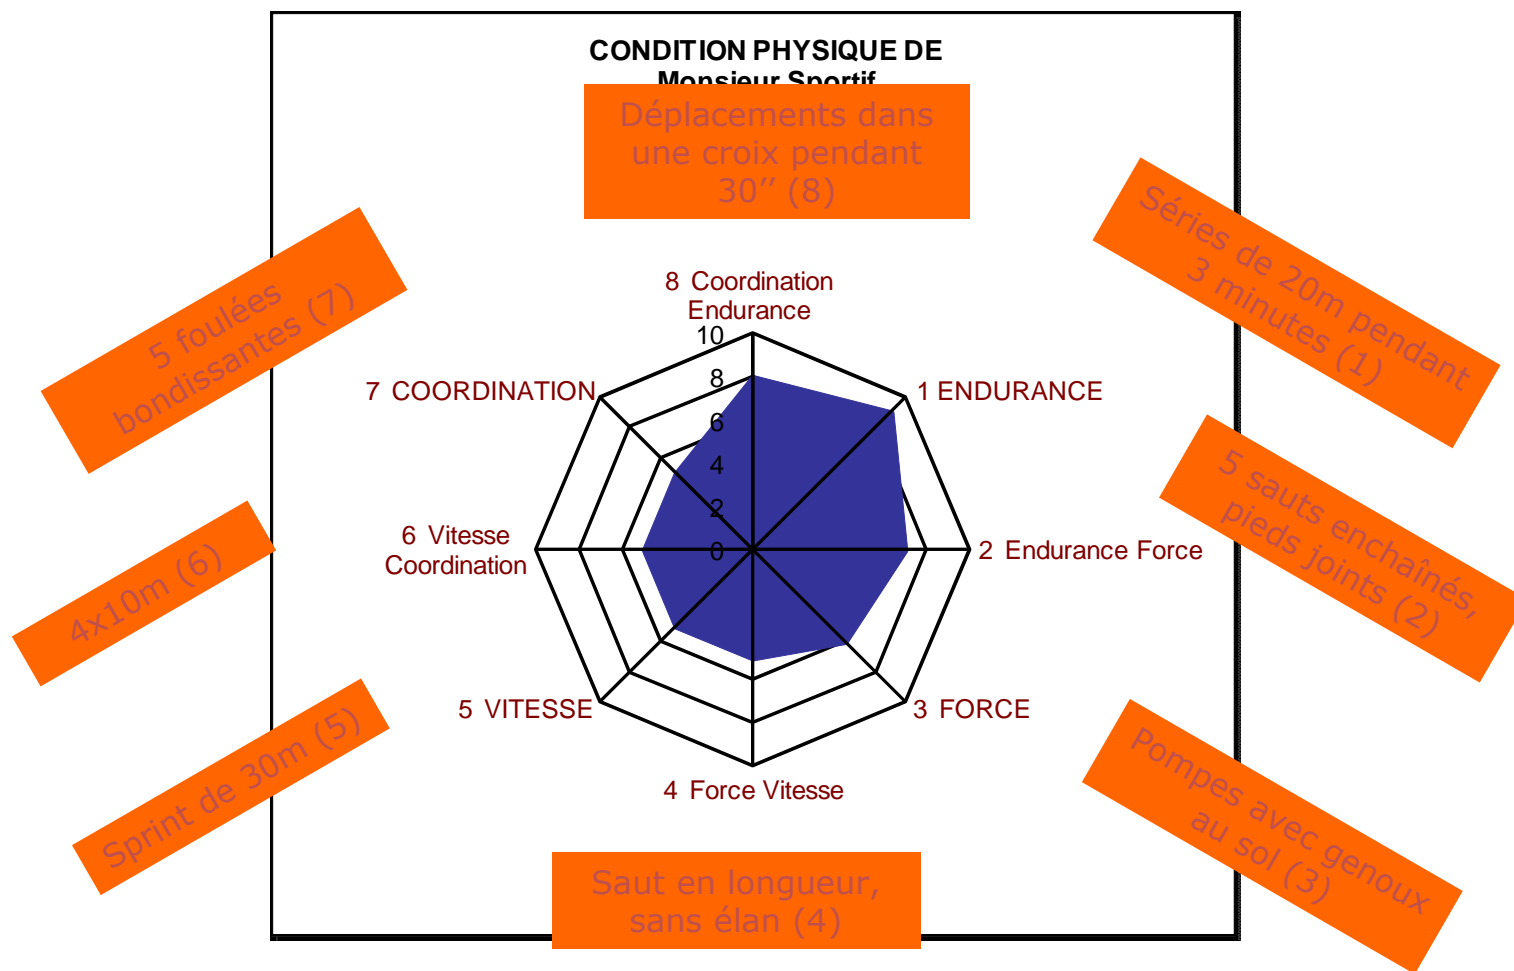 CONDITION PHYSIQUE DE
Monsieur Sportif
Déplacements dans
une croix pendant
30’’ (8)
Séries de 20m pendant
3 minutes (1)
5 foulées
bondissantes (7)
8 Coordination
Endurance
10
8
6
4
2
0
7 COORDINATION
1 ENDURANCE
5 sauts enchaînés,
pieds joints (2)
6 Vitesse
Coordination
2 Endurance Force
4x10m (6)
5 VITESSE
3 FORCE
Sprint de 30m (5)
4 Force Vitesse
Pompes avec genoux
au sol (3)
Saut en longueur,
sans élan (4)